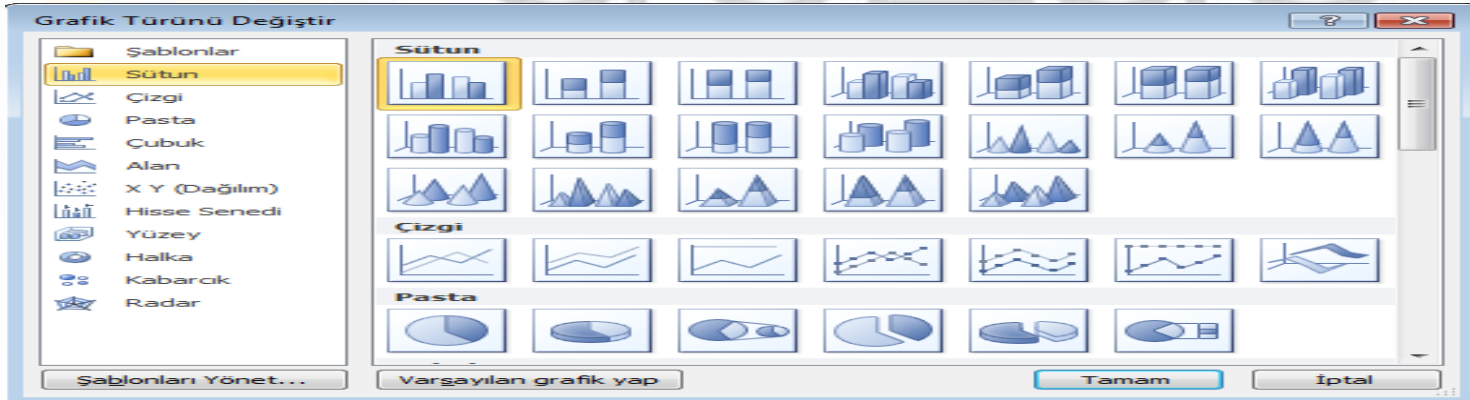 Grafik Türünü Değiştir
Şablonlar
Sütun
Çizgi
Pasta
Çubuk
Alan
X Y (Dağılım)
Hisse Senedi
Yüzey
Halka
Kabarcık
Radar
Sütun
Çizgi
Pasta
Şablonları Yönet...
Varsayılan grafik yap
Tamam
İptal